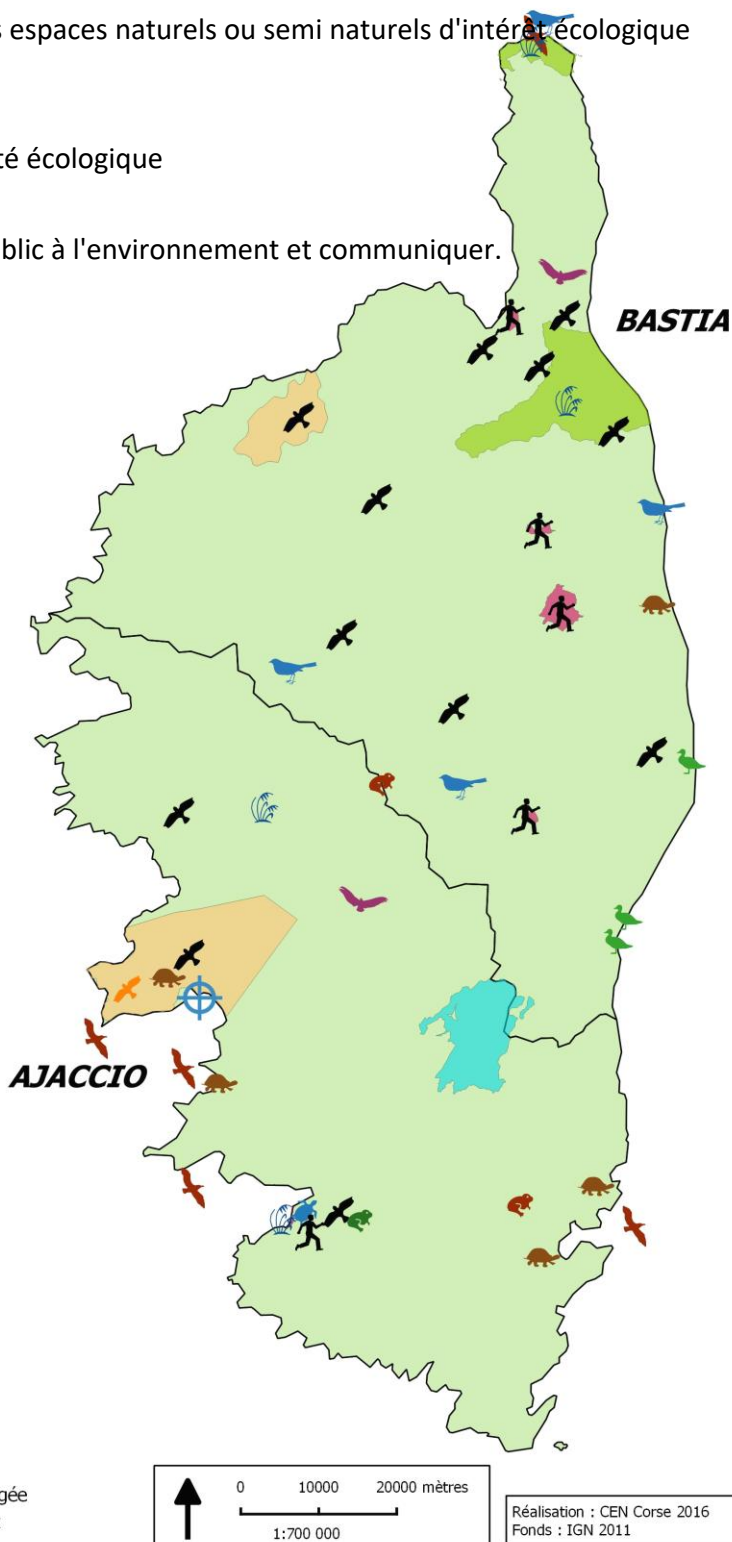 s espaces naturels ou semi naturels d'intérêt écologique
té écologique
blic à l'environnement et communiquer.
BASTIA
AJACCIO
gée
0 10000 20000 mètres
1:700 000
Réalisation : CEN Corse 2016
Fonds : IGN 2011